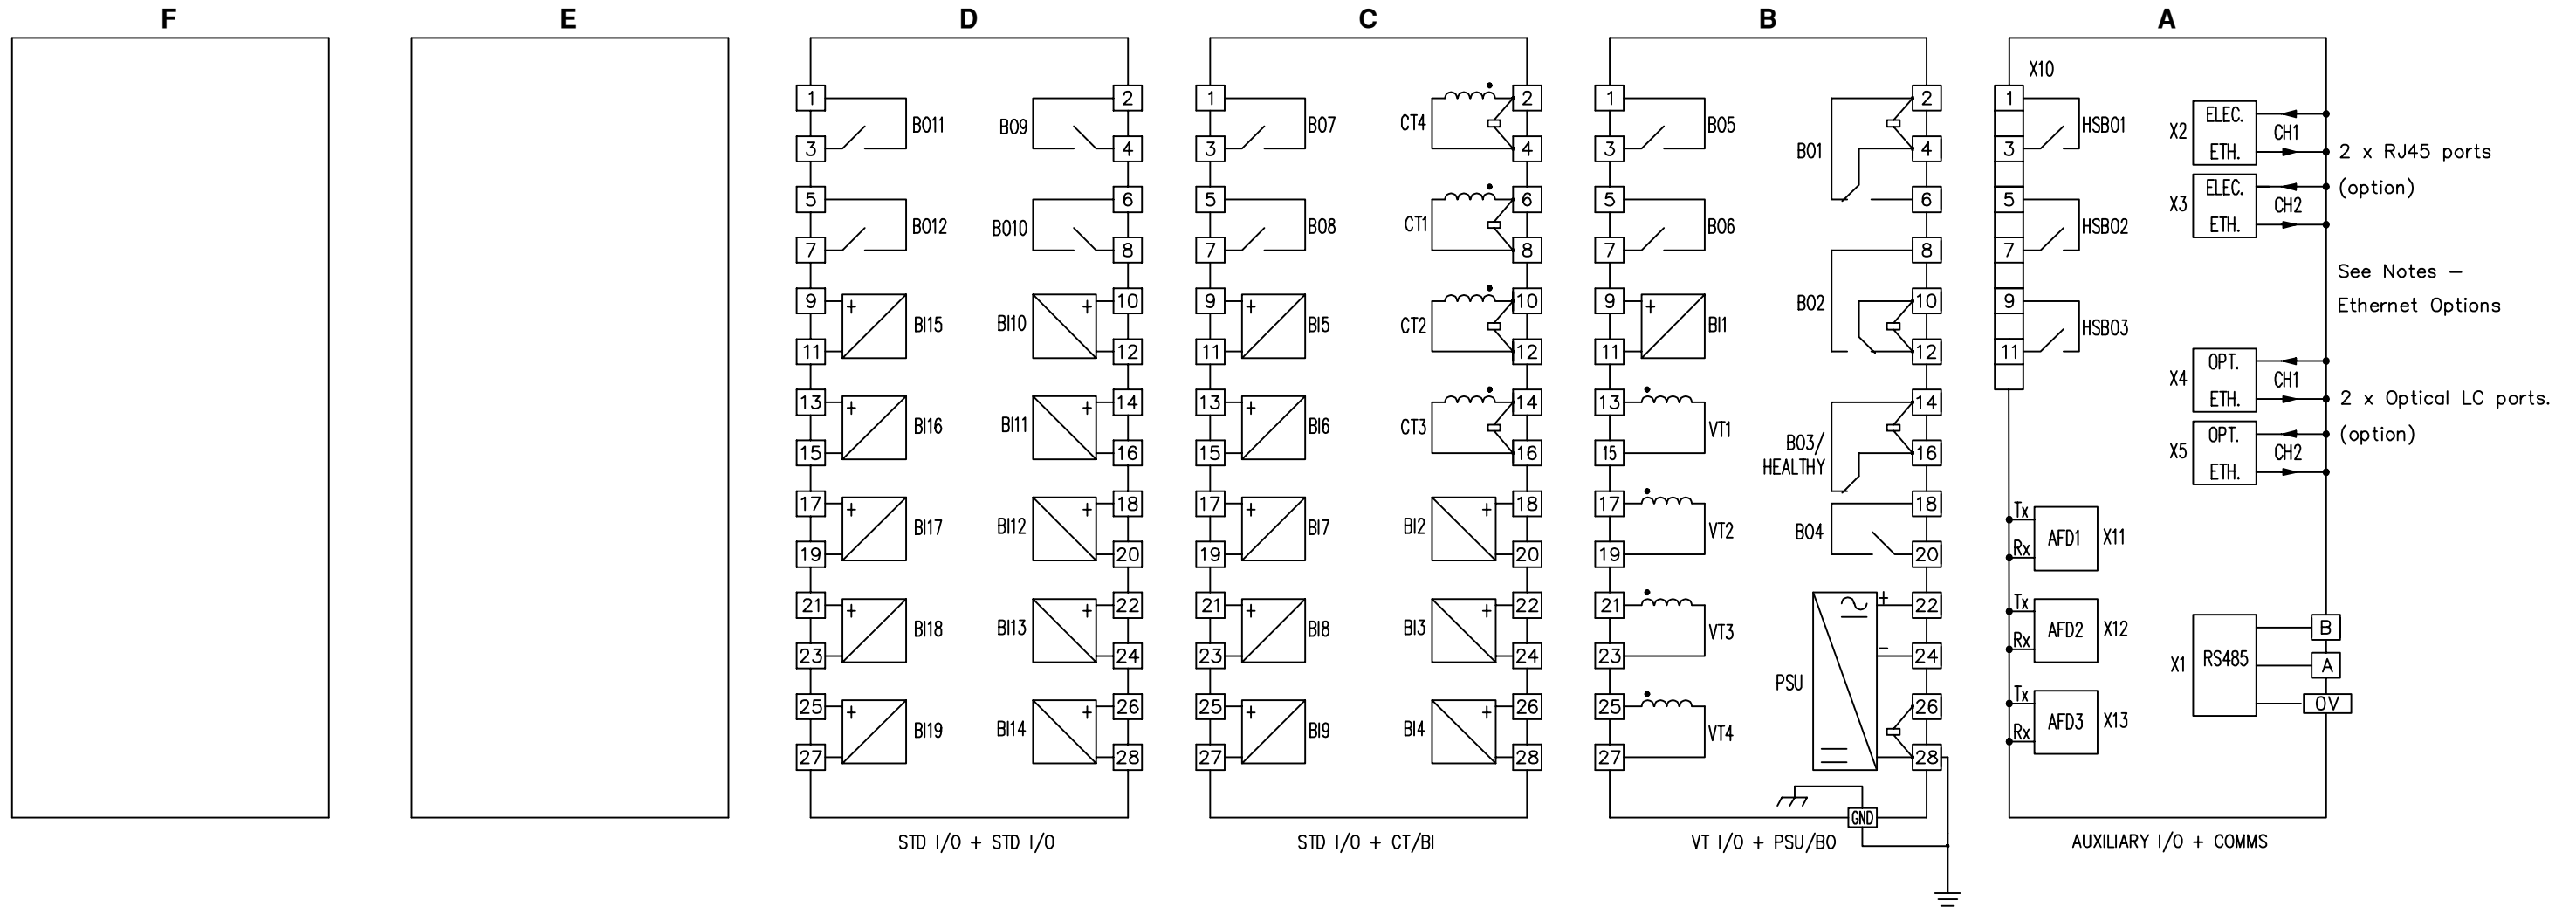 F E D C B A
1 BO11 BO9 2
3 4
5 BO12 BO10 6
7 8
9 + BI15 BI10 + 10
11 12
13 + BI16 BI11 + 14
15 16
17 + BI17 BI12 + 18
19 20
21 + BI18 BI13 + 22
23 24
25 + BI19 BI14 + 26
27 28
STD I/O + STD I/O
1 BO7 CT4 2
3 4
5 BO8 CT1 6
7 8
9 + BI5 CT2 10
11 12
13 + BI6 CT3 14
15 16
17 + BI7 BI2 + 18
19 20
21 + BI8 BI3 + 22
23 24
25 + BI9 BI4 + 26
27 28
STD I/O + CT/BI
1 BO5 BO1 2
3 4
5 BO6 6
7 8
9 + BI1 BO2 10
11 12
13 VT1 BO3/ 14
15 HEALTHY 16
17 VT2 18
19 BO4 20
21 VT3 + 22
23 − 24
25 VT4 PSU 26
27 28
GND
VT I/O + PSU/BO
X10
1 HSBO1
3
5 HSBO2
7
9 HSBO3
11
X2 ELEC. ETH. CH1
2 x RJ45 ports
(option)
X3 ELEC. ETH. CH2
See Notes –
Ethernet Options
X4 OPT. ETH. CH1
2 x Optical LC ports.
(option)
X5 OPT. ETH. CH2
Tx Rx AFD1 X11
Tx Rx AFD2 X12
Tx Rx AFD3 X13
X1 RS485 B
A
0V
AUXILIARY I/O + COMMS